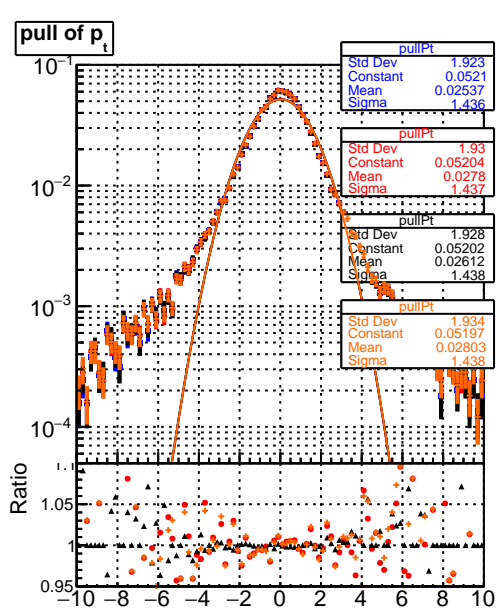 pull of pt
pullPt
Std Dev 1.923
Constant 0.0521
Mean 0.02537
Sigma 1.436
pullPt
Std Dev 1.93
Constant 0.05204
Mean 0.0278
Sigma 1.437
pullPt
Std Dev 1.928
Constant 0.05202
Mean 0.02612
Sigma 1.438
pullPt
Std Dev 1.934
Constant 0.05197
Mean 0.02803
Sigma 1.438
10⁻¹
10⁻²
10⁻³
10⁻⁴
Ratio
1.1
1.05
1
0.95
−10 −8 −6 −4 −2 0 2 4 6 8 10